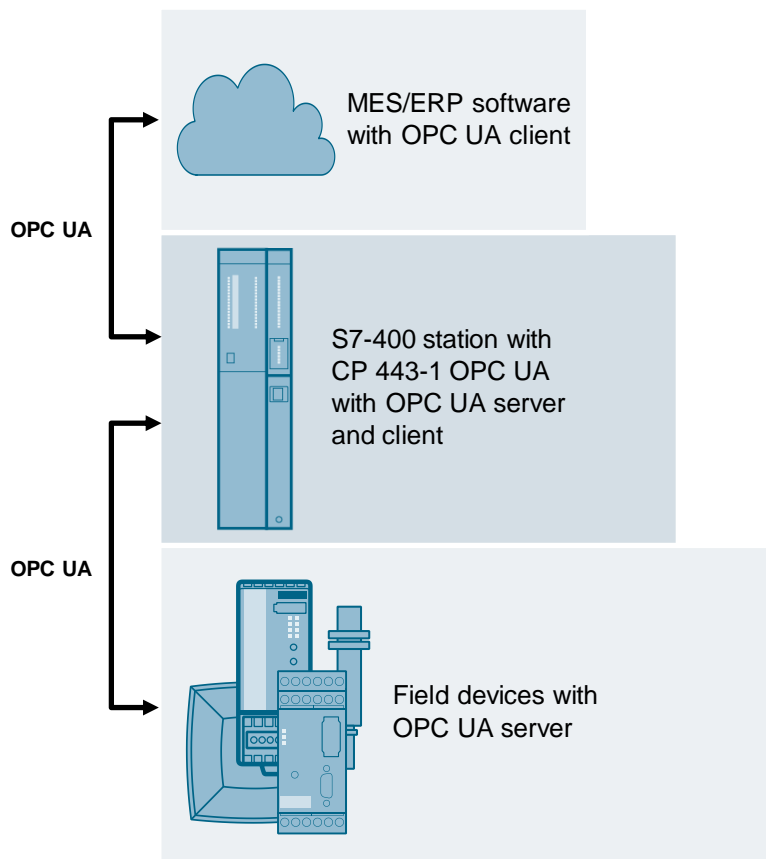 MES/ERP software
with OPC UA client
OPC UA
S7-400 station with
CP 443-1 OPC UA
with OPC UA server
and client
OPC UA
Field devices with
OPC UA server